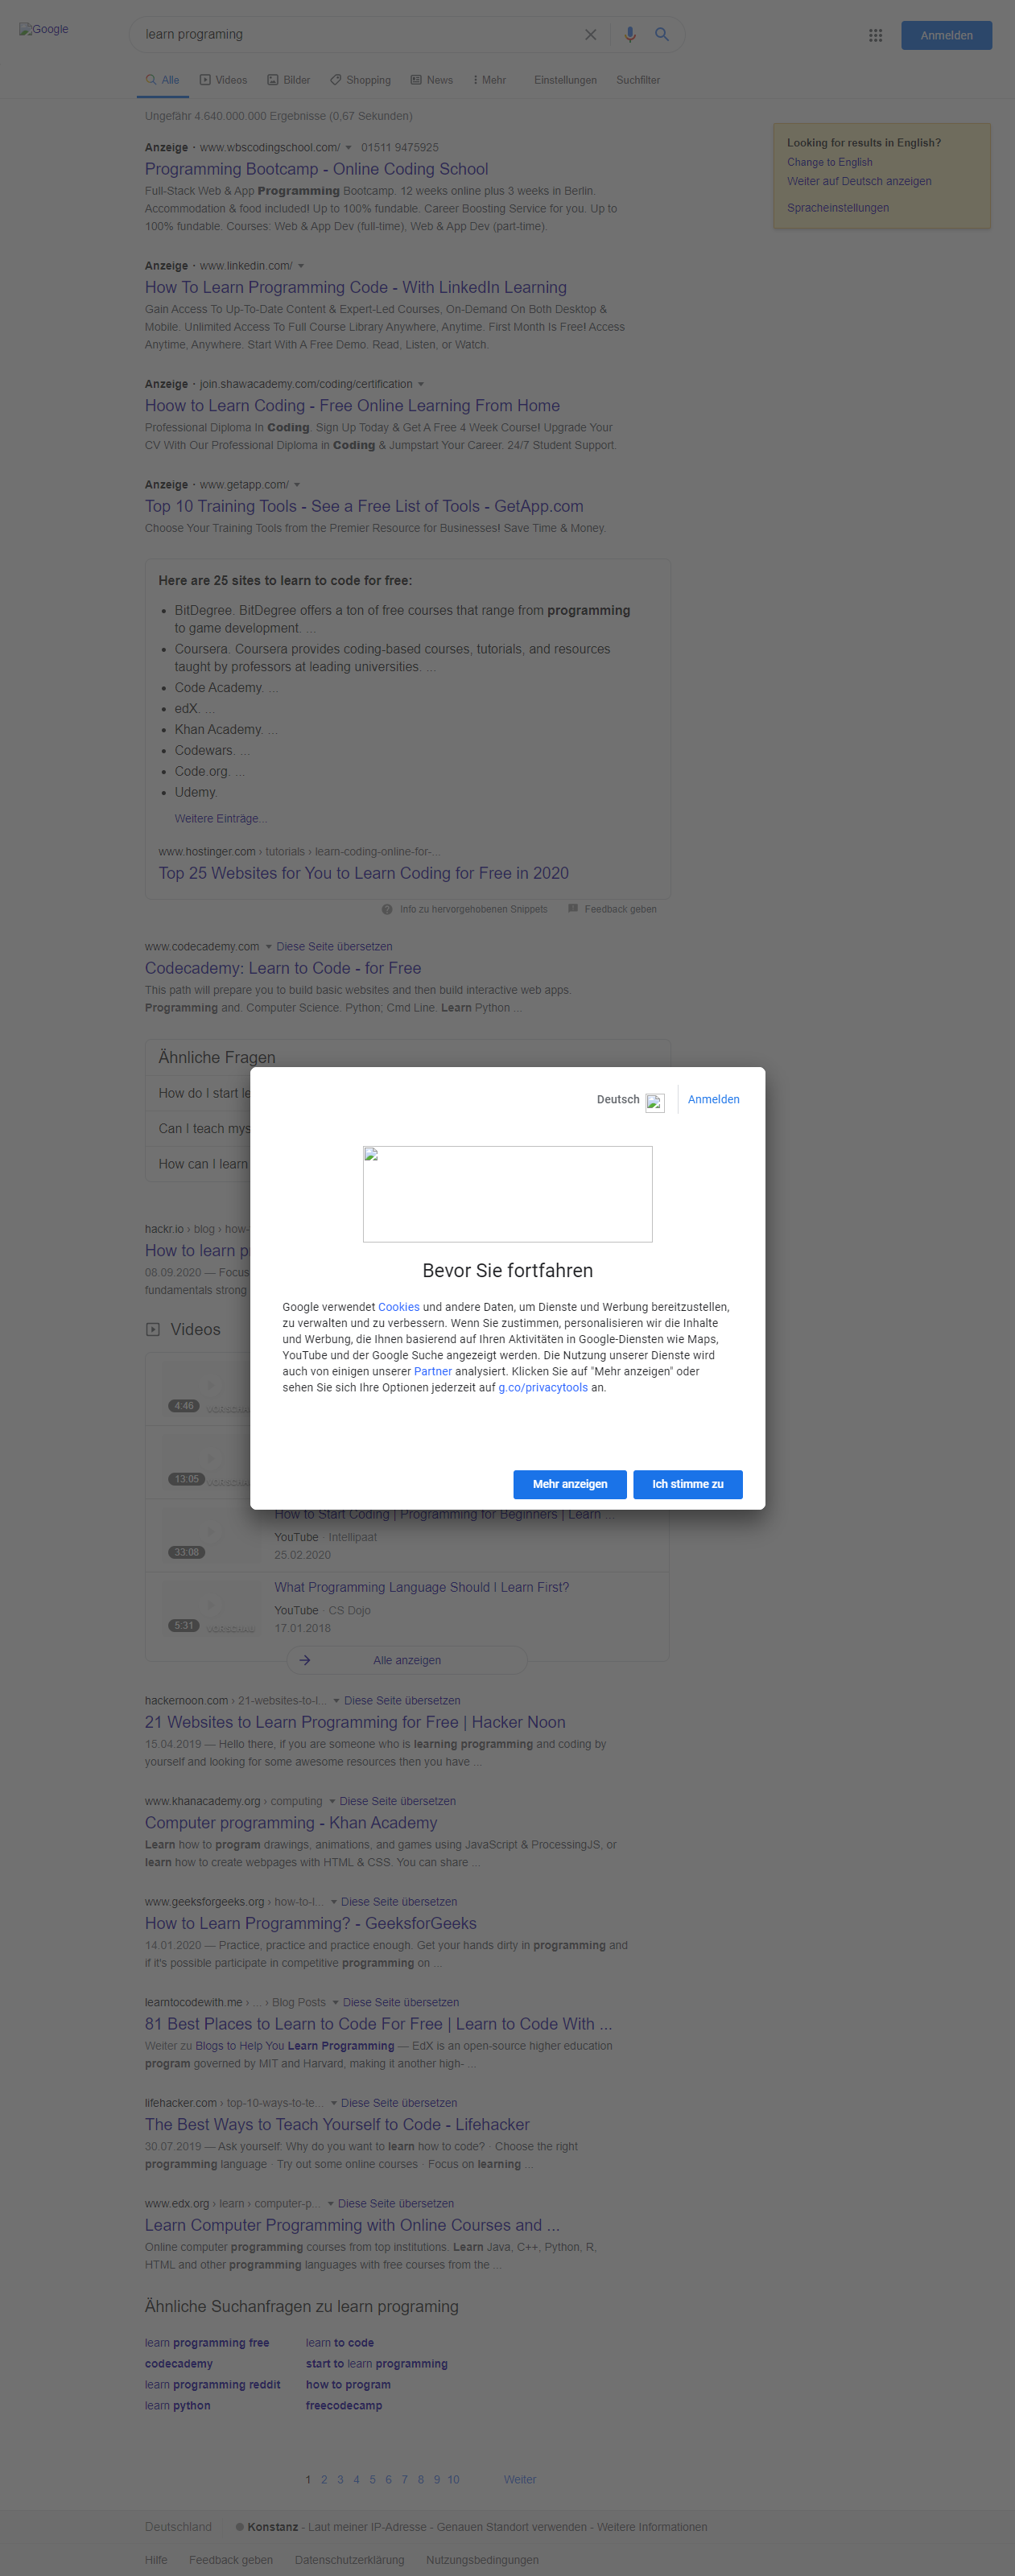 Google
learn programing
Anmelden
Alle Videos Bilder Shopping News Mehr Einstellungen Suchfilter
Ungefähr 4.640.000.000 Ergebnisse (0,67 Sekunden)
Looking for results in English?
Change to English
Weiter auf Deutsch anzeigen
Spracheinstellungen
Anzeige · www.wbscodingschool.com/ 01511 9475925
Programming Bootcamp - Online Coding School
Full-Stack Web & App Programming Bootcamp. 12 weeks online plus 3 weeks in Berlin.
Accommodation & food included! Up to 100% fundable. Career Boosting Service for you. Up to
100% fundable. Courses: Web & App Dev (full-time), Web & App Dev (part-time).
Anzeige · www.linkedin.com/
How To Learn Programming Code - With LinkedIn Learning
Gain Access To Up-To-Date Content & Expert-Led Courses, On-Demand On Both Desktop &
Mobile. Unlimited Access To Full Course Library Anywhere, Anytime. First Month Is Free! Access
Anytime, Anywhere. Start With A Free Demo. Read, Listen, or Watch.
Anzeige · join.shawacademy.com/coding/certification
Hoow to Learn Coding - Free Online Learning From Home
Professional Diploma In Coding. Sign Up Today & Get A Free 4 Week Course! Upgrade Your
CV With Our Professional Diploma in Coding & Jumpstart Your Career. 24/7 Student Support.
Anzeige · www.getapp.com/
Top 10 Training Tools - See a Free List of Tools - GetApp.com
Choose Your Training Tools from the Premier Resource for Businesses! Save Time & Money.
Here are 25 sites to learn to code for free:
• BitDegree. BitDegree offers a ton of free courses that range from programming
to game development. ...
• Coursera. Coursera provides coding-based courses, tutorials, and resources
taught by professors at leading universities. ...
• Code Academy. ...
• edX. ...
• Khan Academy. ...
• Codewars. ...
• Code.org. ...
• Udemy.
Weitere Einträge...
www.hostinger.com › tutorials › learn-coding-online-for-...
Top 25 Websites for You to Learn Coding for Free in 2020
Info zu hervorgehobenen Snippets Feedback geben
www.codecademy.com Diese Seite übersetzen
Codecademy: Learn to Code - for Free
This path will prepare you to build basic websites and then build interactive web apps.
Programming and. Computer Science. Python; Cmd Line. Learn Python ...
Ähnliche Fragen
How do I start le
Can I teach mys
How can I learn
hackr.io › blog › how-
How to learn p
08.09.2020 — Focus
fundamentals strong
Videos
4:46 VORSCHAU
13:05 VORSCHAU
Deutsch Anmelden
Bevor Sie fortfahren
Google verwendet Cookies und andere Daten, um Dienste und Werbung bereitzustellen,
zu verwalten und zu verbessern. Wenn Sie zustimmen, personalisieren wir die Inhalte
und Werbung, die Ihnen basierend auf Ihren Aktivitäten in Google-Diensten wie Maps,
YouTube und der Google Suche angezeigt werden. Die Nutzung unserer Dienste wird
auch von einigen unserer Partner analysiert. Klicken Sie auf "Mehr anzeigen" oder
sehen Sie sich Ihre Optionen jederzeit auf g.co/privacytools an.
Mehr anzeigen Ich stimme zu
How to Start Coding | Programming for Beginners | Learn ...
YouTube · Intellipaat
33:08
25.02.2020
What Programming Language Should I Learn First?
YouTube · CS Dojo
5:31 VORSCHAU
17.01.2018
Alle anzeigen
hackernoon.com › 21-websites-to-l... Diese Seite übersetzen
21 Websites to Learn Programming for Free | Hacker Noon
15.04.2019 — Hello there, if you are someone who is learning programming and coding by
yourself and looking for some awesome resources then you have ...
www.khanacademy.org › computing Diese Seite übersetzen
Computer programming - Khan Academy
Learn how to program drawings, animations, and games using JavaScript & ProcessingJS, or
learn how to create webpages with HTML & CSS. You can share ...
www.geeksforgeeks.org › how-to-l... Diese Seite übersetzen
How to Learn Programming? - GeeksforGeeks
14.01.2020 — Practice, practice and practice enough. Get your hands dirty in programming and
if it's possible participate in competitive programming on ...
learntocodewith.me › ... › Blog Posts Diese Seite übersetzen
81 Best Places to Learn to Code For Free | Learn to Code With ...
Weiter zu Blogs to Help You Learn Programming — EdX is an open-source higher education
program governed by MIT and Harvard, making it another high- ...
lifehacker.com › top-10-ways-to-te... Diese Seite übersetzen
The Best Ways to Teach Yourself to Code - Lifehacker
30.07.2019 — Ask yourself: Why do you want to learn how to code? · Choose the right
programming language · Try out some online courses · Focus on learning ...
www.edx.org › learn › computer-p... Diese Seite übersetzen
Learn Computer Programming with Online Courses and ...
Online computer programming courses from top institutions. Learn Java, C++, Python, R,
HTML and other programming languages with free courses from the ...
Ähnliche Suchanfragen zu learn programing
learn programming free learn to code
codecademy start to learn programming
learn programming reddit how to program
learn python freecodecamp
1 2 3 4 5 6 7 8 9 10 Weiter
Deutschland Konstanz - Laut meiner IP-Adresse - Genauen Standort verwenden - Weitere Informationen
Hilfe Feedback geben Datenschutzerklärung Nutzungsbedingungen